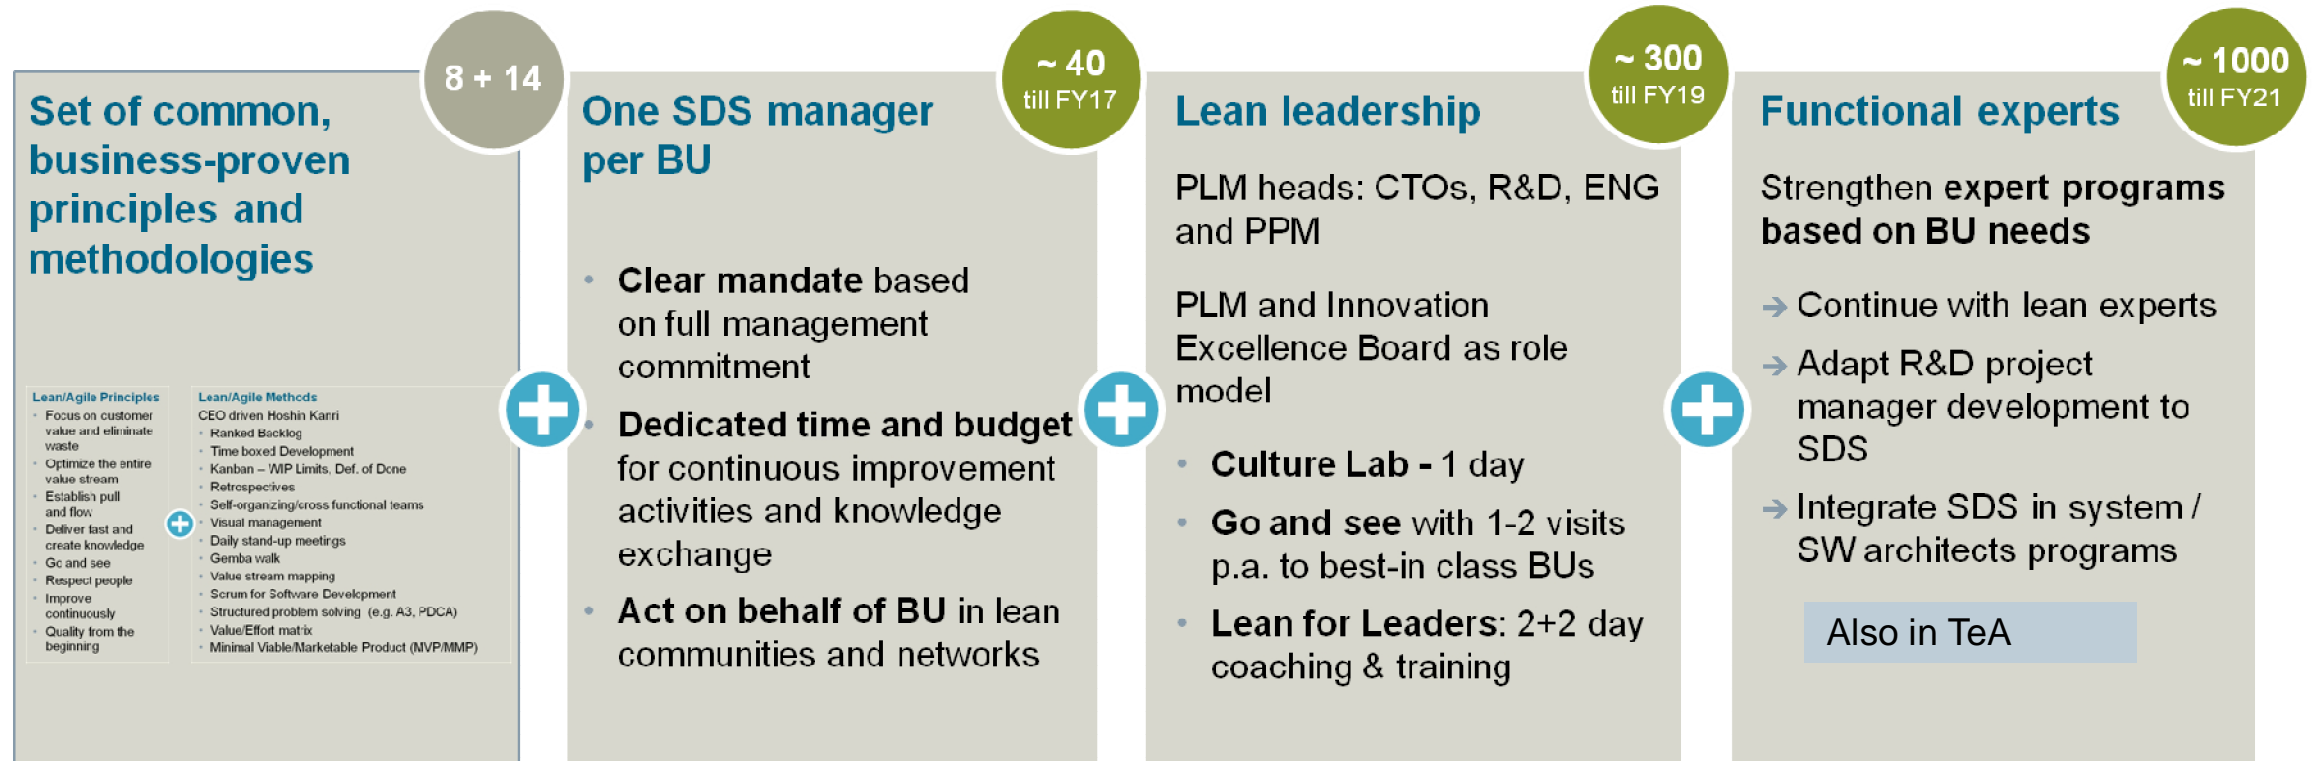 8 + 14
Set of common,
business-proven
principles and
methodologies
Lean/Agile Principles
• Focus on customer
value and eliminate
waste
• Optimize the entire
value stream
• Establish pull
and flow
• Deliver fast and
create knowledge
• Go and see
• Respect people
• Improve
continuously
• Quality from the
beginning
Lean/Agile Methods
CEO driven Hoshin Kanri
• Ranked Backlog
• Time boxed Development
• Kanban – WIP Limits, Def. of Done
• Retrospectives
• Self-organizing/cross functional teams
• Visual management
• Daily stand-up meetings
• Gemba walk
• Value stream mapping
• Scrum for Software Development
• Structured problem solving (e.g. A3, PDCA)
• Value/Effort matrix
• Minimal Viable/Marketable Product (MVP/MMP)
~ 40
till FY17
One SDS manager
per BU
• Clear mandate based
on full management
commitment
• Dedicated time and budget
for continuous improvement
activities and knowledge
exchange
• Act on behalf of BU in lean
communities and networks
~ 300
till FY19
Lean leadership
PLM heads: CTOs, R&D, ENG
and PPM
PLM and Innovation
Excellence Board as role
model
• Culture Lab - 1 day
• Go and see with 1-2 visits
p.a. to best-in class BUs
• Lean for Leaders: 2+2 day
coaching & training
~ 1000
till FY21
Functional experts
Strengthen expert programs
based on BU needs
→ Continue with lean experts
→ Adapt R&D project
manager development to
SDS
→ Integrate SDS in system /
SW architects programs
Also in TeA